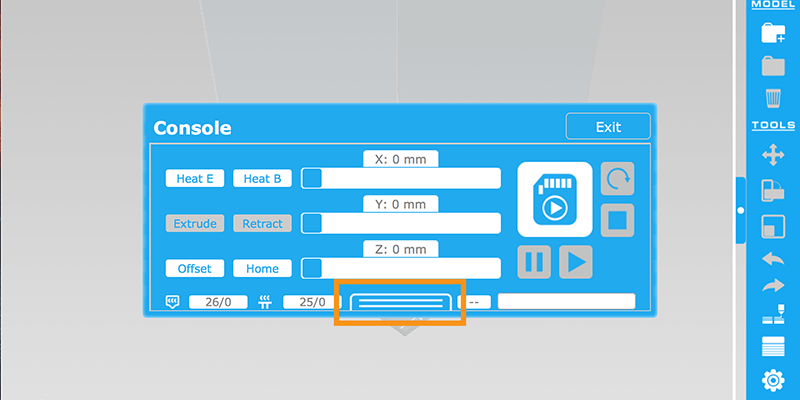 MODEL
Console
Exit
X: 0 mm
Heat E
Heat B
TOOLS
Y: 0 mm
Extrude
Retract
Z: 0 mm
Offset
Home
26/0
25/0
--